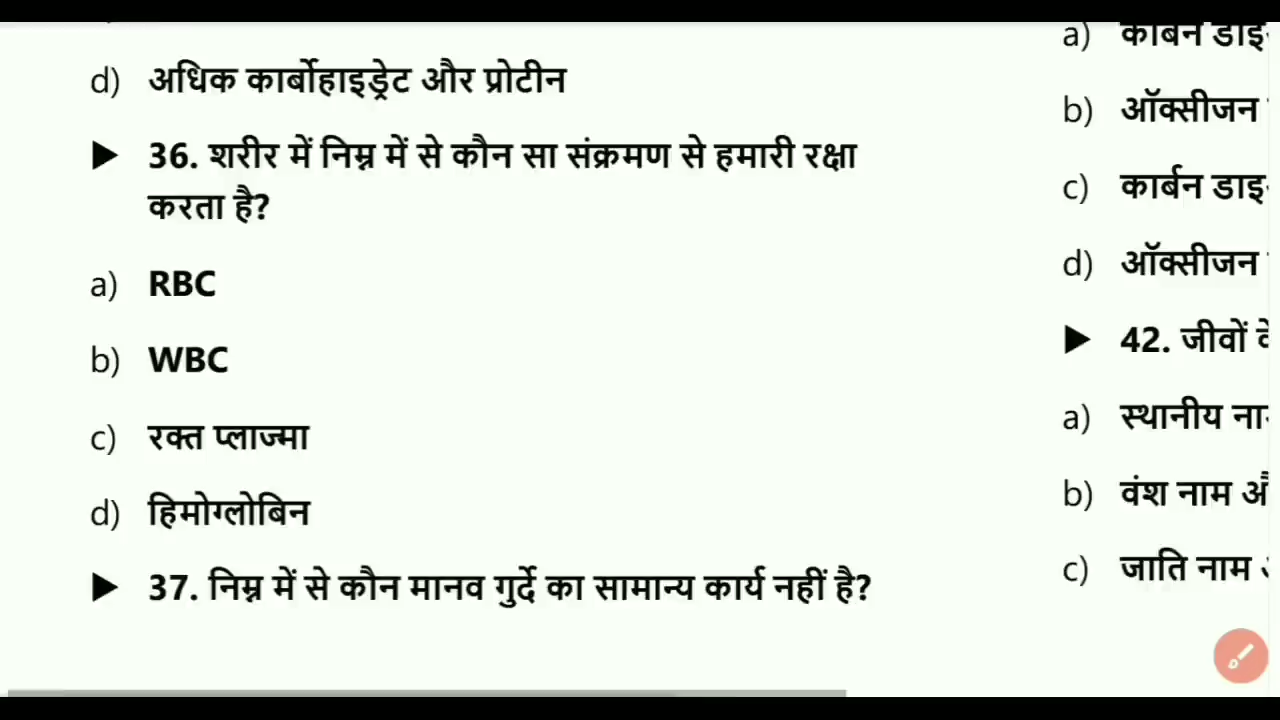 d) अधिक कार्बोहाइड्रेट और प्रोटीन
▶ 36. शरीर में निम्न में से कौन सा संक्रमण से हमारी रक्षा
करता है?
a) RBC
b) WBC
c) रक्त प्लाज्मा
d) हिमोग्लोबिन
▶ 37. निम्न में से कौन मानव गुर्दे का सामान्य कार्य नहीं है?
a) कार्बन
b) ऑक्सीजन
c) कार्बन
d) ऑक्सीजन
▶ 42. जीवों
a) स्थानीय
b) वंश नाम
c) जाति नाम